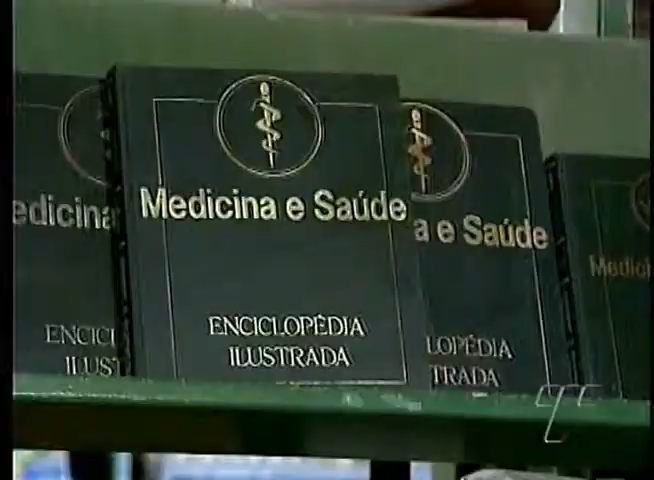 edicina
ENCICL
ILUST
Medicina e Saúde
ENCICLOPÉDIA
ILUSTRADA
a e Saúde
LOPÉDIA
TRADA
Medici